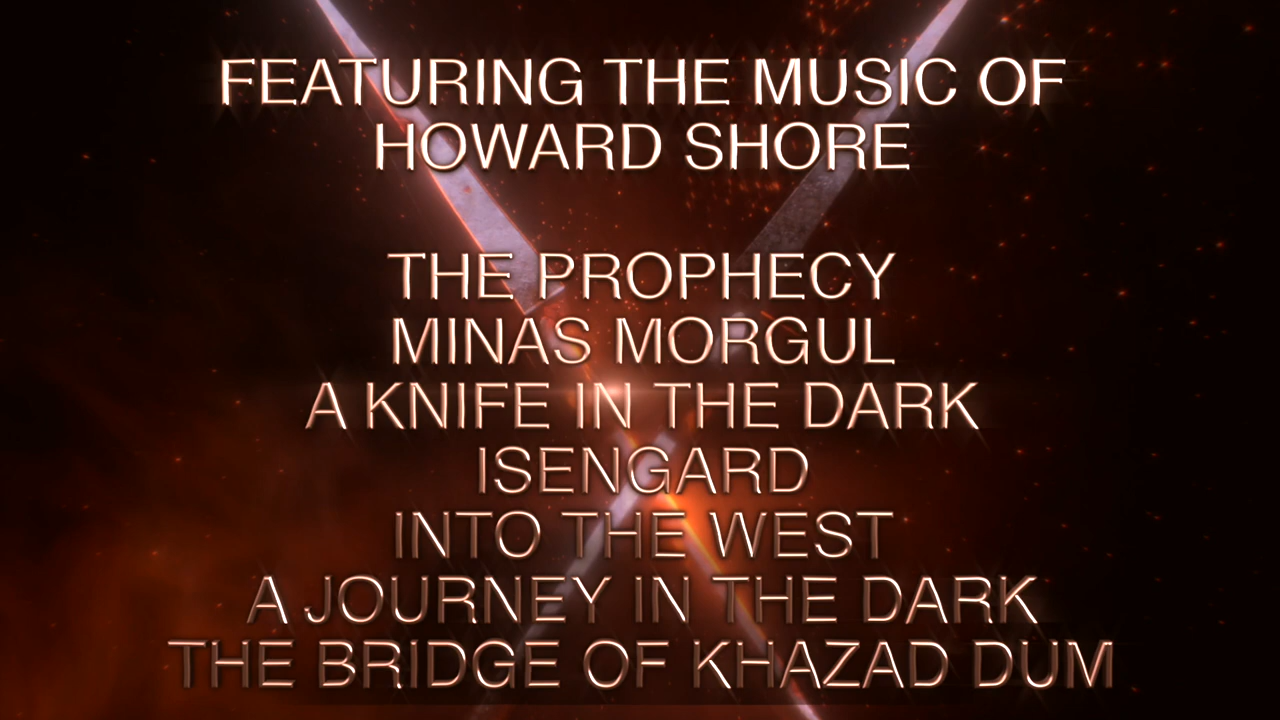 FEATURING THE MUSIC OF
HOWARD SHORE
THE PROPHECY
MINAS MORGUL
A KNIFE IN THE DARK
ISENGARD
INTO THE WEST
A JOURNEY IN THE DARK
THE BRIDGE OF KHAZAD DUM